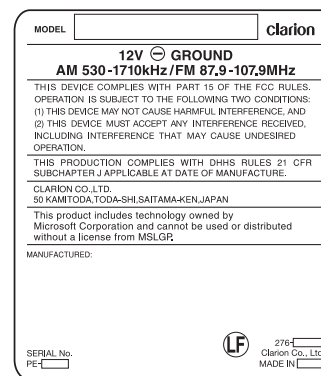 MODEL
clarion
12V ⊖ GROUND
AM 530-1710kHz/FM 87.9-107.9MHz
THIS DEVICE COMPLIES WITH PART 15 OF THE FCC RULES.
OPERATION IS SUBJECT TO THE FOLLOWING TWO CONDITIONS:
(1) THIS DEVICE MAY NOT CAUSE HARMFUL INTERFERENCE, AND
(2) THIS DEVICE MUST ACCEPT ANY INTERFERENCE RECEIVED,
INCLUDING INTERFERENCE THAT MAY CAUSE UNDESIRED
OPERATION.
THIS PRODUCTION COMPLIES WITH DHHS RULES 21 CFR
SUBCHAPTER J APPLICABLE AT DATE OF MANUFACTURE.
CLARION CO.,LTD.
50 KAMITODA,TODA-SHI,SAITAMA-KEN,JAPAN
This product includes technology owned by
Microsoft Corporation and cannot be used or distributed
without a license from MSLGP.
MANUFACTURED:
SERIAL No.
PE-
LF
276-
Clarion Co., Ltd
MADE IN